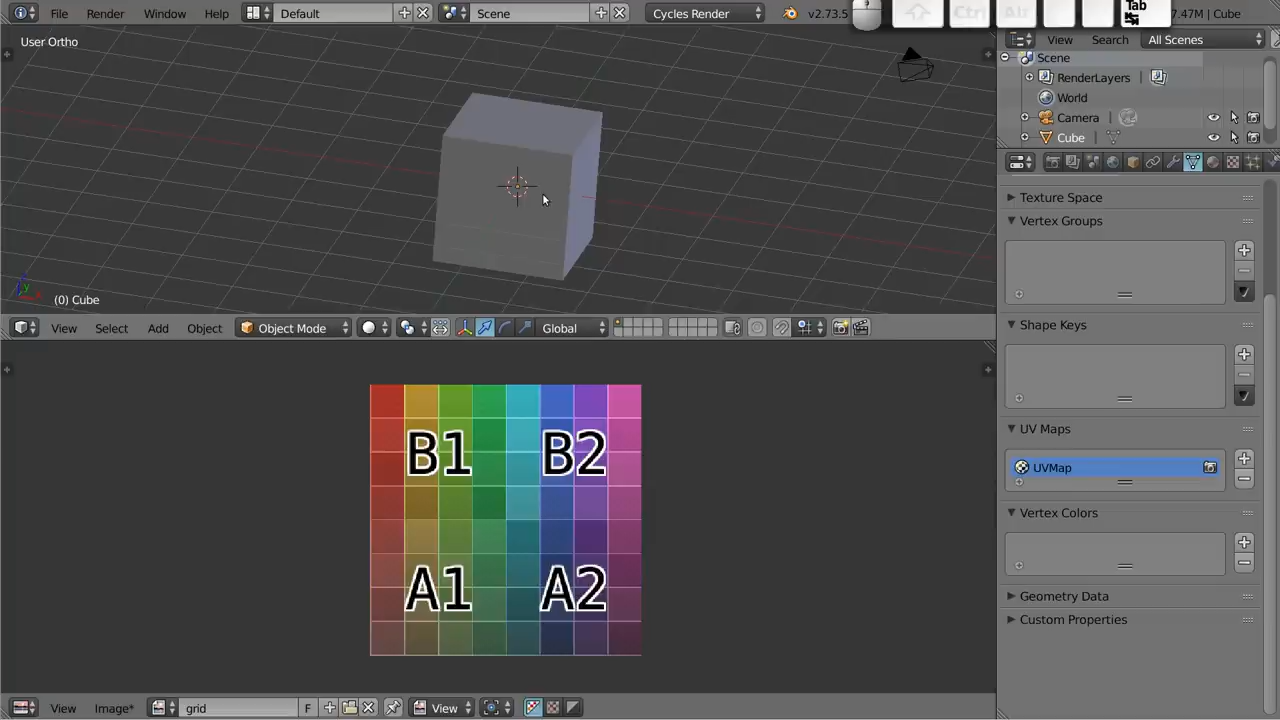 File Render Window Help Default Scene Cycles Render v2.73.5 Ctrl Alt Tab 7.47M | Cube
User Ortho
View Search All Scenes
Scene
RenderLayers
World
Camera
Cube
Texture Space
Vertex Groups
(0) Cube
View Select Add Object Object Mode Global
Shape Keys
UV Maps
UVMap
Vertex Colors
Geometry Data
Custom Properties
B1 B2
A1 A2
View Image* grid F View